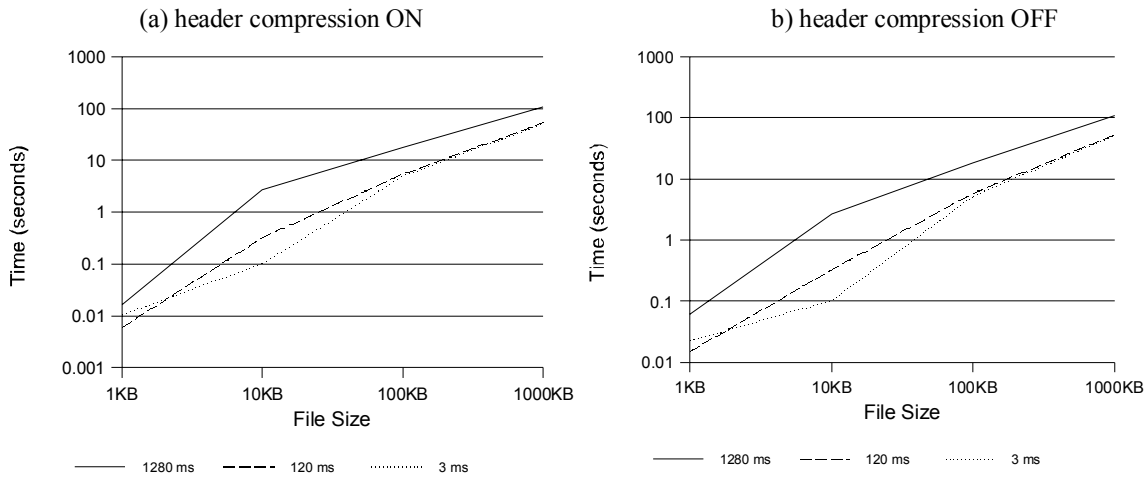 (a) header compression ON
1000
100
10
1
0.1
0.01
0.001
Time (seconds)
1KB 10KB 100KB 1000KB
File Size
1280 ms 120 ms 3 ms
b) header compression OFF
1000
100
10
1
0.1
0.01
Time (seconds)
1KB 10KB 100KB 1000KB
File Size
1280 ms 120 ms 3 ms